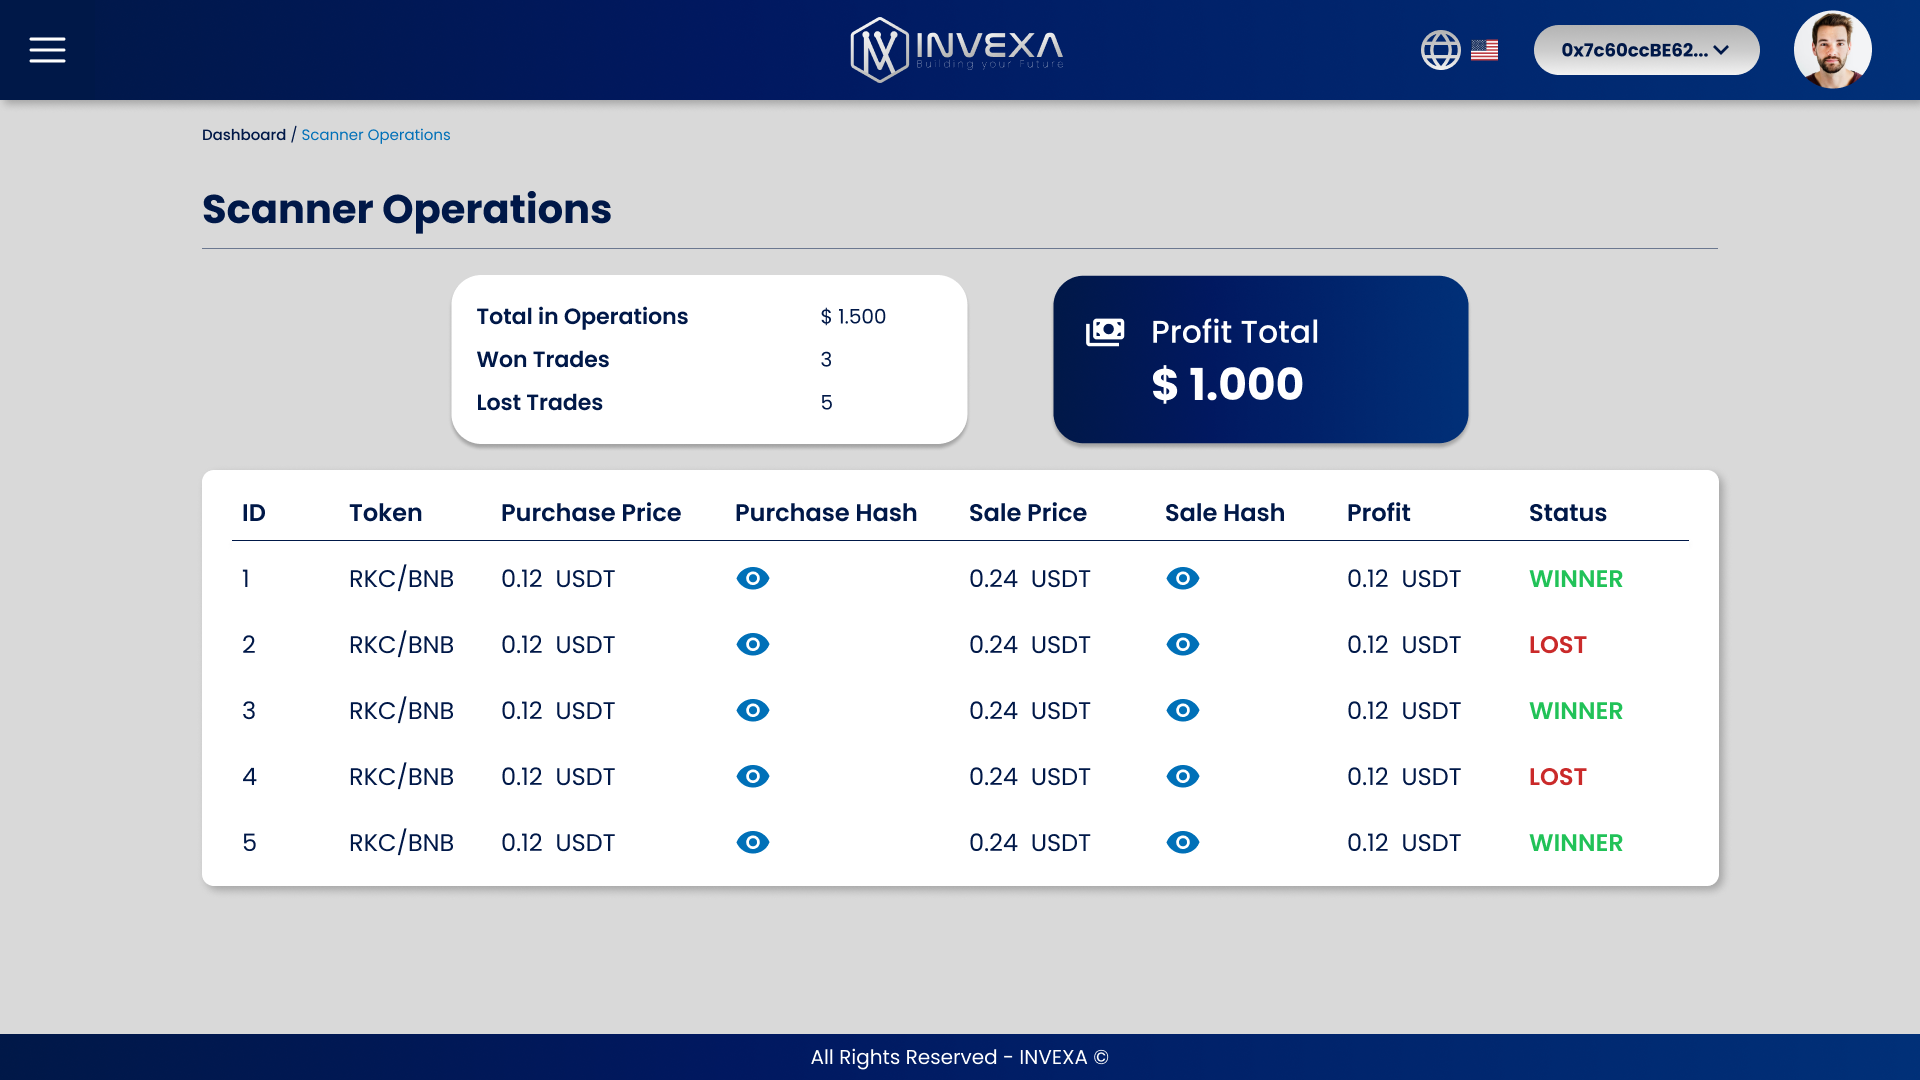 INVEXA
Building your Future
0x7c60ccBE62...
Dashboard / Scanner Operations
Scanner Operations
Total in Operations $ 1.500
Won Trades 3
Lost Trades 5
Profit Total
$ 1.000
ID Token Purchase Price Purchase Hash Sale Price Sale Hash Profit Status
1 RKC/BNB 0.12 USDT 0.24 USDT 0.12 USDT WINNER
2 RKC/BNB 0.12 USDT 0.24 USDT 0.12 USDT LOST
3 RKC/BNB 0.12 USDT 0.24 USDT 0.12 USDT WINNER
4 RKC/BNB 0.12 USDT 0.24 USDT 0.12 USDT LOST
5 RKC/BNB 0.12 USDT 0.24 USDT 0.12 USDT WINNER
All Rights Reserved - INVEXA ©